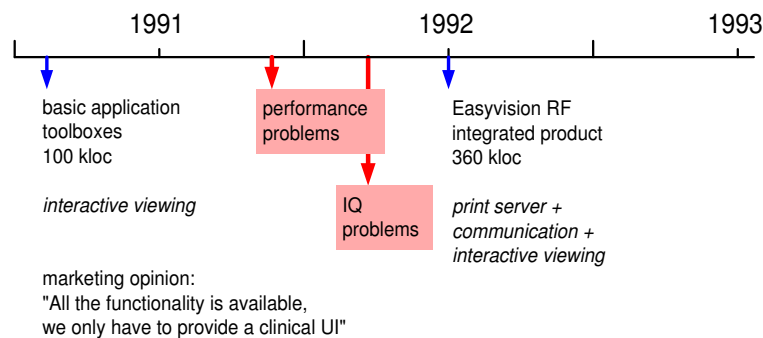 1991
1992
1993
basic application
toolboxes
100 kloc
interactive viewing
performance
problems
IQ
problems
Easyvision RF
integrated product
360 kloc
print server +
communication +
interactive viewing
marketing opinion:
"All the functionality is available,
we only have to provide a clinical UI"